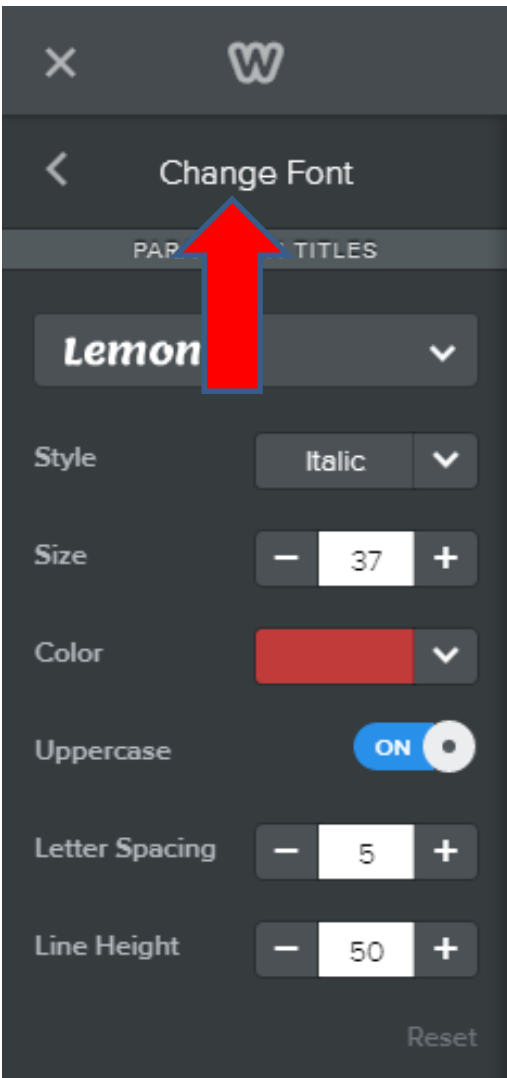 Change Font
TITLES
Lemon
Style Italic
Size 37
Color
Uppercase ON
Letter Spacing 5
Line Height 50
Reset